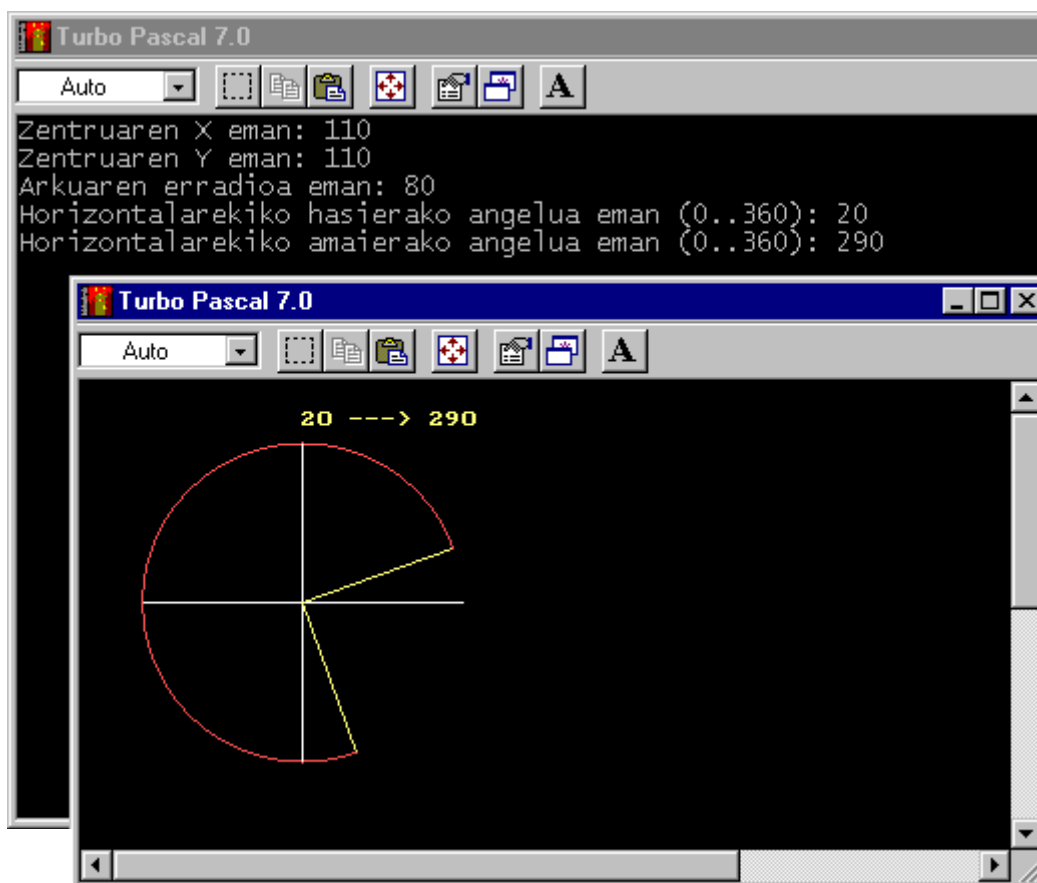 Turbo Pascal 7.0
Auto
A
Zentruaren X eman: 110
Zentruaren Y eman: 110
Arkuaren erradioa eman: 80
Horizontalarekiko hasierako angelua eman (0..360): 20
Horizontalarekiko amaierako angelua eman (0..360): 290
Turbo Pascal 7.0
Auto
A
20 ---> 290